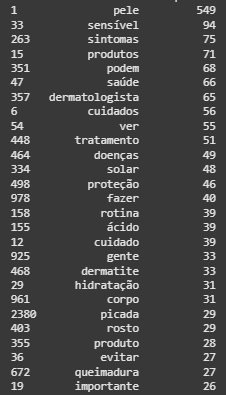 1 pele 549
33 sensível 94
263 sintomas 75
15 produtos 71
351 podem 68
47 saúde 66
357 dermatologista 65
6 cuidados 56
54 ver 55
448 tratamento 51
464 doenças 49
334 solar 48
498 proteção 46
978 fazer 40
158 rotina 39
155 ácido 39
12 cuidado 39
925 gente 33
468 dermatite 33
29 hidratação 31
961 corpo 31
2380 picada 29
403 rosto 29
355 produto 28
36 evitar 27
672 queimadura 27
19 importante 26